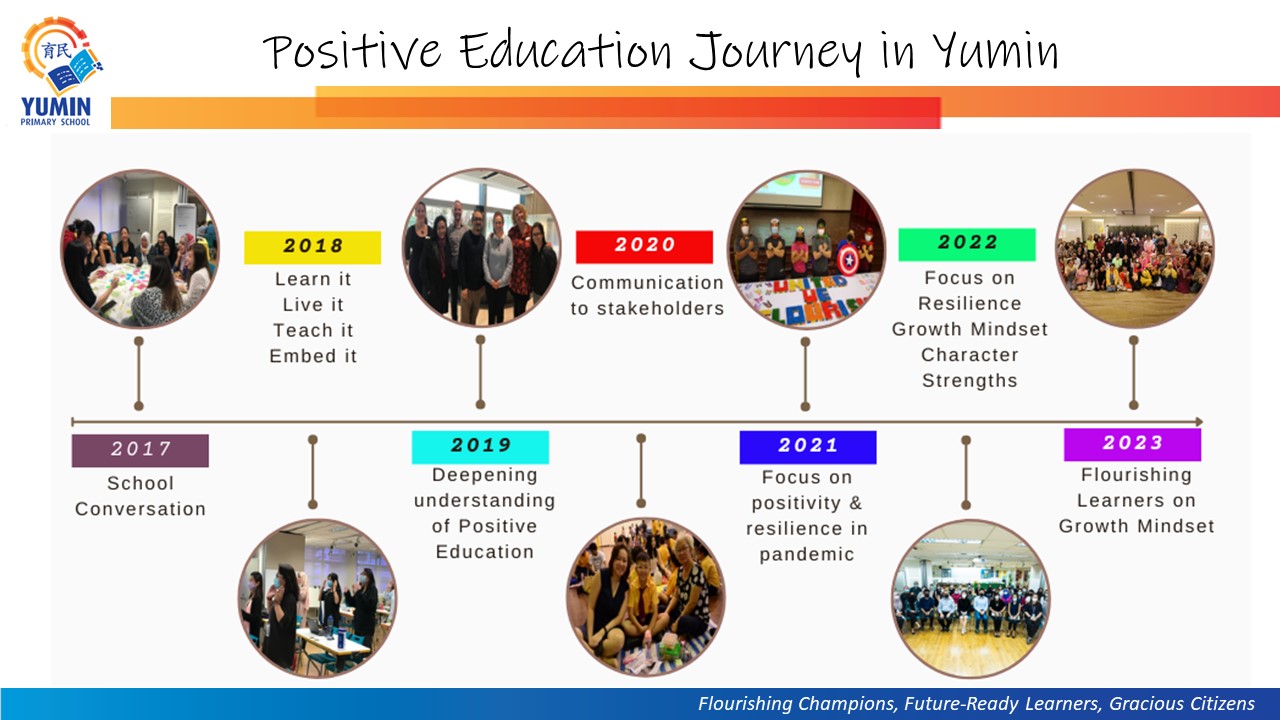 Positive Education Journey in Yumin
育民
YUMIN
PRIMARY SCHOOL
2017
School
Conversation
2018
Learn it
Live it
Teach it
Embed it
2019
Deepening
understanding
of Positive
Education
2020
Communication
to stakeholders
2021
Focus on
positivity &
resilience in
pandemic
UNITED
WE
FLOURISH
2022
Focus on
Resilience
Growth Mindset
Character
Strengths
2023
Flourishing
Learners on
Growth Mindset
Flourishing Champions, Future-Ready Learners, Gracious Citizens